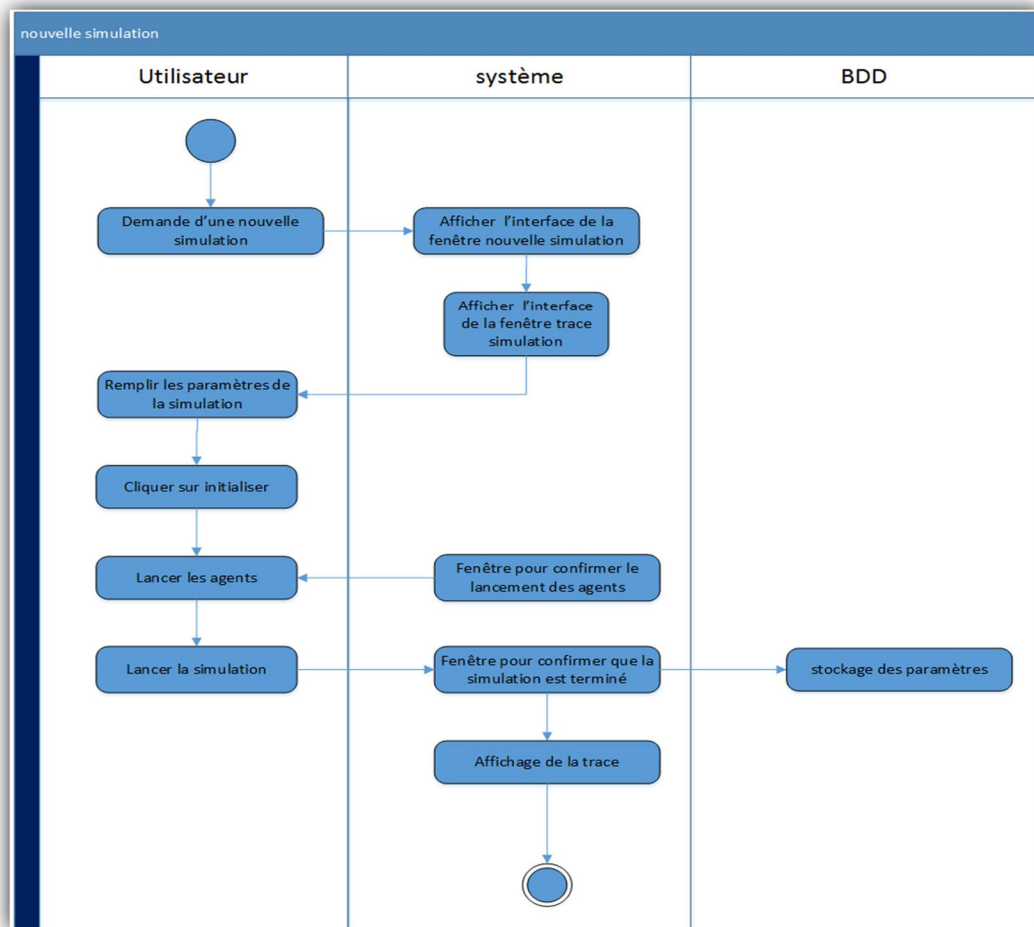 nouvelle simulation
Utilisateur
système
BDD
Demande d'une nouvelle
simulation
Afficher l'interface de la
fenêtre nouvelle simulation
Afficher l'interface
de la fenêtre trace
simulation
Remplir les paramètres de
la simulation
Cliquer sur initialiser
Lancer les agents
Fenêtre pour confirmer le
lancement des agents
Lancer la simulation
Fenêtre pour confirmer que la
simulation est terminé
stockage des paramètres
Affichage de la trace